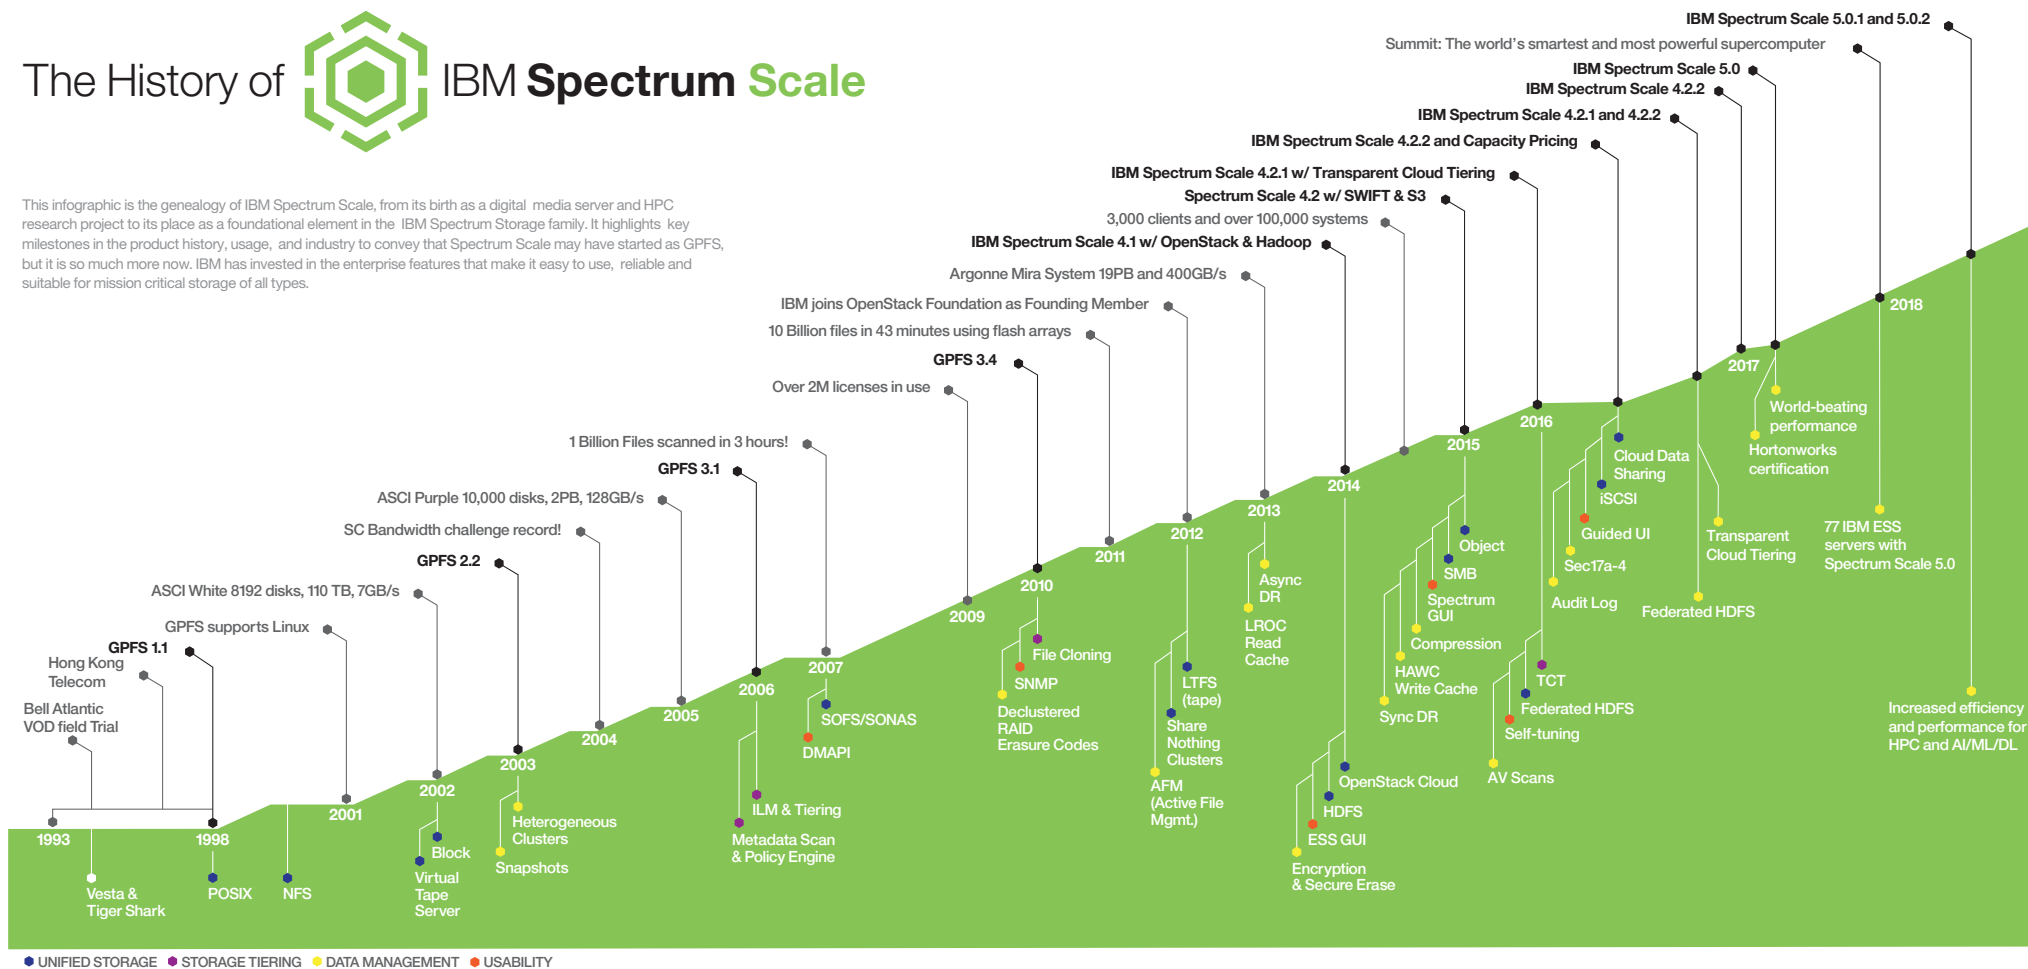 The History of IBM Spectrum Scale
This infographic is the genealogy of IBM Spectrum Scale, from its birth as a digital media server and HPC
research project to its place as a foundational element in the IBM Spectrum Storage family. It highlights key
milestones in the product history, usage, and industry to convey that Spectrum Scale may have started as GPFS,
but it is so much more now. IBM has invested in the enterprise features that make it easy to use, reliable and
suitable for mission critical storage of all types.
IBM Spectrum Scale 5.0.1 and 5.0.2
Summit: The world's smartest and most powerful supercomputer
IBM Spectrum Scale 5.0
IBM Spectrum Scale 4.2.2
IBM Spectrum Scale 4.2.1 and 4.2.2
IBM Spectrum Scale 4.2.2 and Capacity Pricing
IBM Spectrum Scale 4.2.1 w/ Transparent Cloud Tiering
Spectrum Scale 4.2 w/ SWIFT & S3
3,000 clients and over 100,000 systems
IBM Spectrum Scale 4.1 w/ OpenStack & Hadoop
Argonne Mira System 19PB and 400GB/s
IBM joins OpenStack Foundation as Founding Member
10 Billion files in 43 minutes using flash arrays
GPFS 3.4
Over 2M licenses in use
1 Billion Files scanned in 3 hours!
GPFS 3.1
ASCI Purple 10,000 disks, 2PB, 128GB/s
SC Bandwidth challenge record!
GPFS 2.2
ASCI White 8192 disks, 110 TB, 7GB/s
GPFS supports Linux
GPFS 1.1
Hong Kong
Telecom
Bell Atlantic
VOD field Trial
1993
1998
2001
2002
2003
2004
2005
2006
2007
2009
2010
2011
2012
2013
2014
2015
2016
2017
2018
Vesta &
Tiger Shark
POSIX
NFS
Block
Virtual
Tape
Server
Heterogeneous
Clusters
Snapshots
ILM & Tiering
Metadata Scan
& Policy Engine
SOFS/SONAS
DMAPI
File Cloning
SNMP
Declustered
RAID
Erasure Codes
LTFS
(tape)
Share
Nothing
Clusters
AFM
(Active File
Mgmt.)
Async
DR
LROC
Read
Cache
OpenStack Cloud
HDFS
ESS GUI
Encryption
& Secure Erase
Object
SMB
Spectrum
GUI
Compression
HAWC
Write Cache
Sync DR
TCT
Federated HDFS
Self-tuning
AV Scans
Cloud Data
Sharing
iSCSI
Guided UI
Sec17a-4
Audit Log
Transparent
Cloud Tiering
Federated HDFS
World-beating
performance
Hortonworks
certification
77 IBM ESS
servers with
Spectrum Scale 5.0
Increased efficiency
and performance for
HPC and AI/ML/DL
UNIFIED STORAGE STORAGE TIERING DATA MANAGEMENT USABILITY